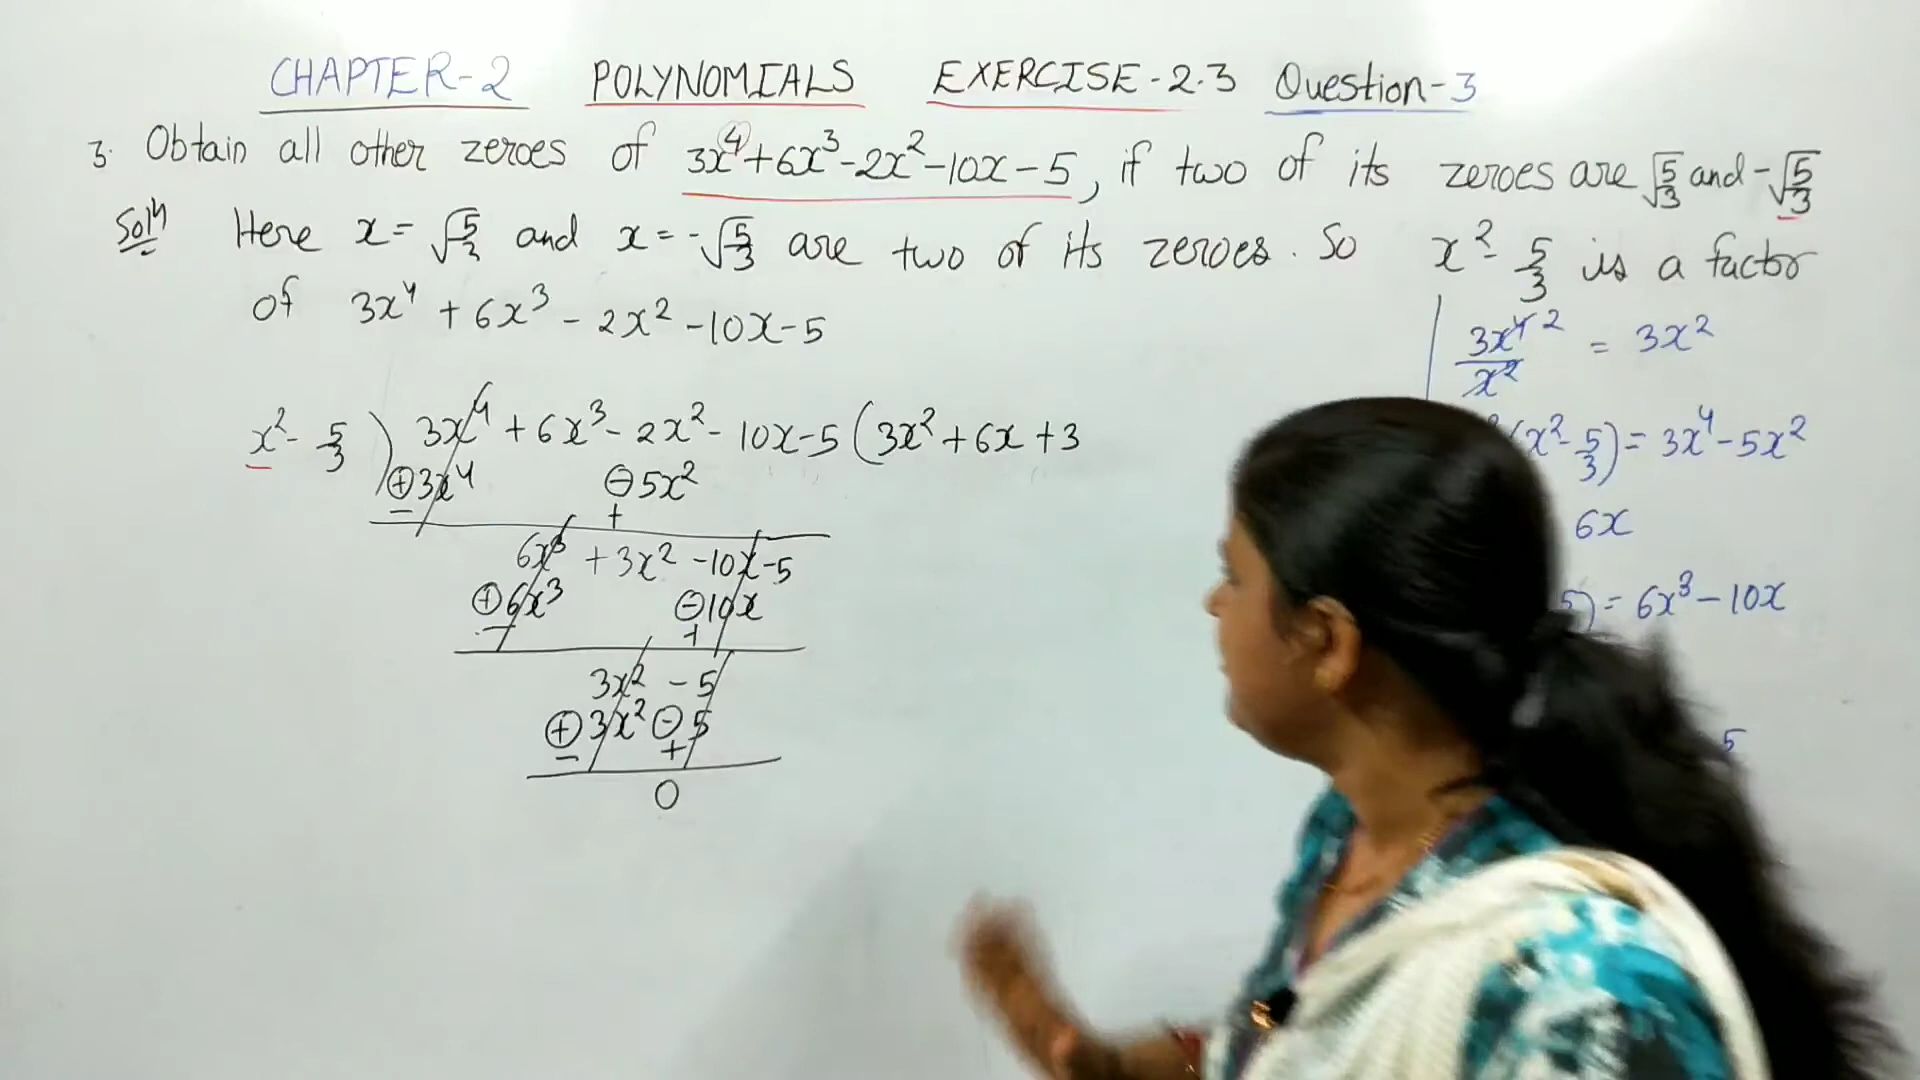 CHAPTER-2 POLYNOMIALS EXERCISE-2.3 Question-3
3. Obtain all other zeroes of 3x⁴+6x³-2x²-10x-5, if two of its zeroes are √5/3 and -√5/3
Solⁿ Here x = √5/3 and x = -√5/3 are two of its zeroes. So x² - 5/3 is a factor
of 3x⁴ + 6x³ - 2x² - 10x - 5
3x⁴/x² = 3x²
x² - 5/3 ) 3x⁴ + 6x³ - 2x² - 10x - 5 ( 3x² + 6x + 3
(x² - 5/3) = 3x⁴ - 5x²
⊕3x⁴ ⊖5x²
- +
6x
6x³ + 3x² - 10x - 5
⊕6x³ ⊖10x
= 6x³ - 10x
- +
3x² - 5
⊕3x² ⊖5
5
- +
0